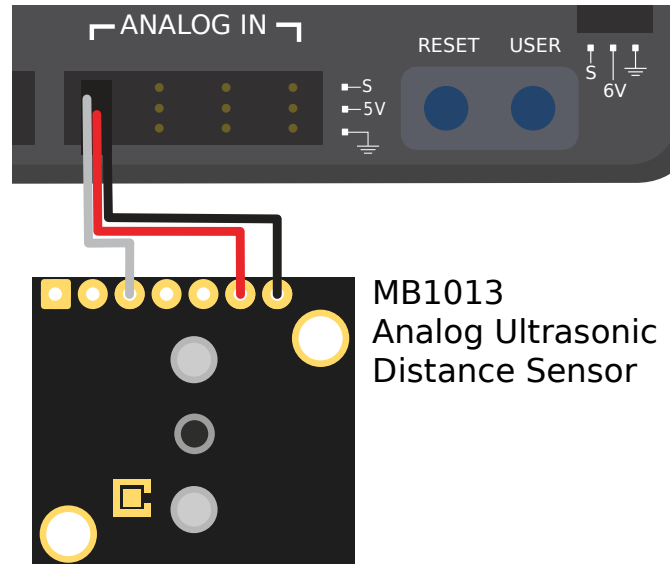 ANALOG IN
RESET
USER
S
5V
S
6V
MB1013
Analog Ultrasonic
Distance Sensor